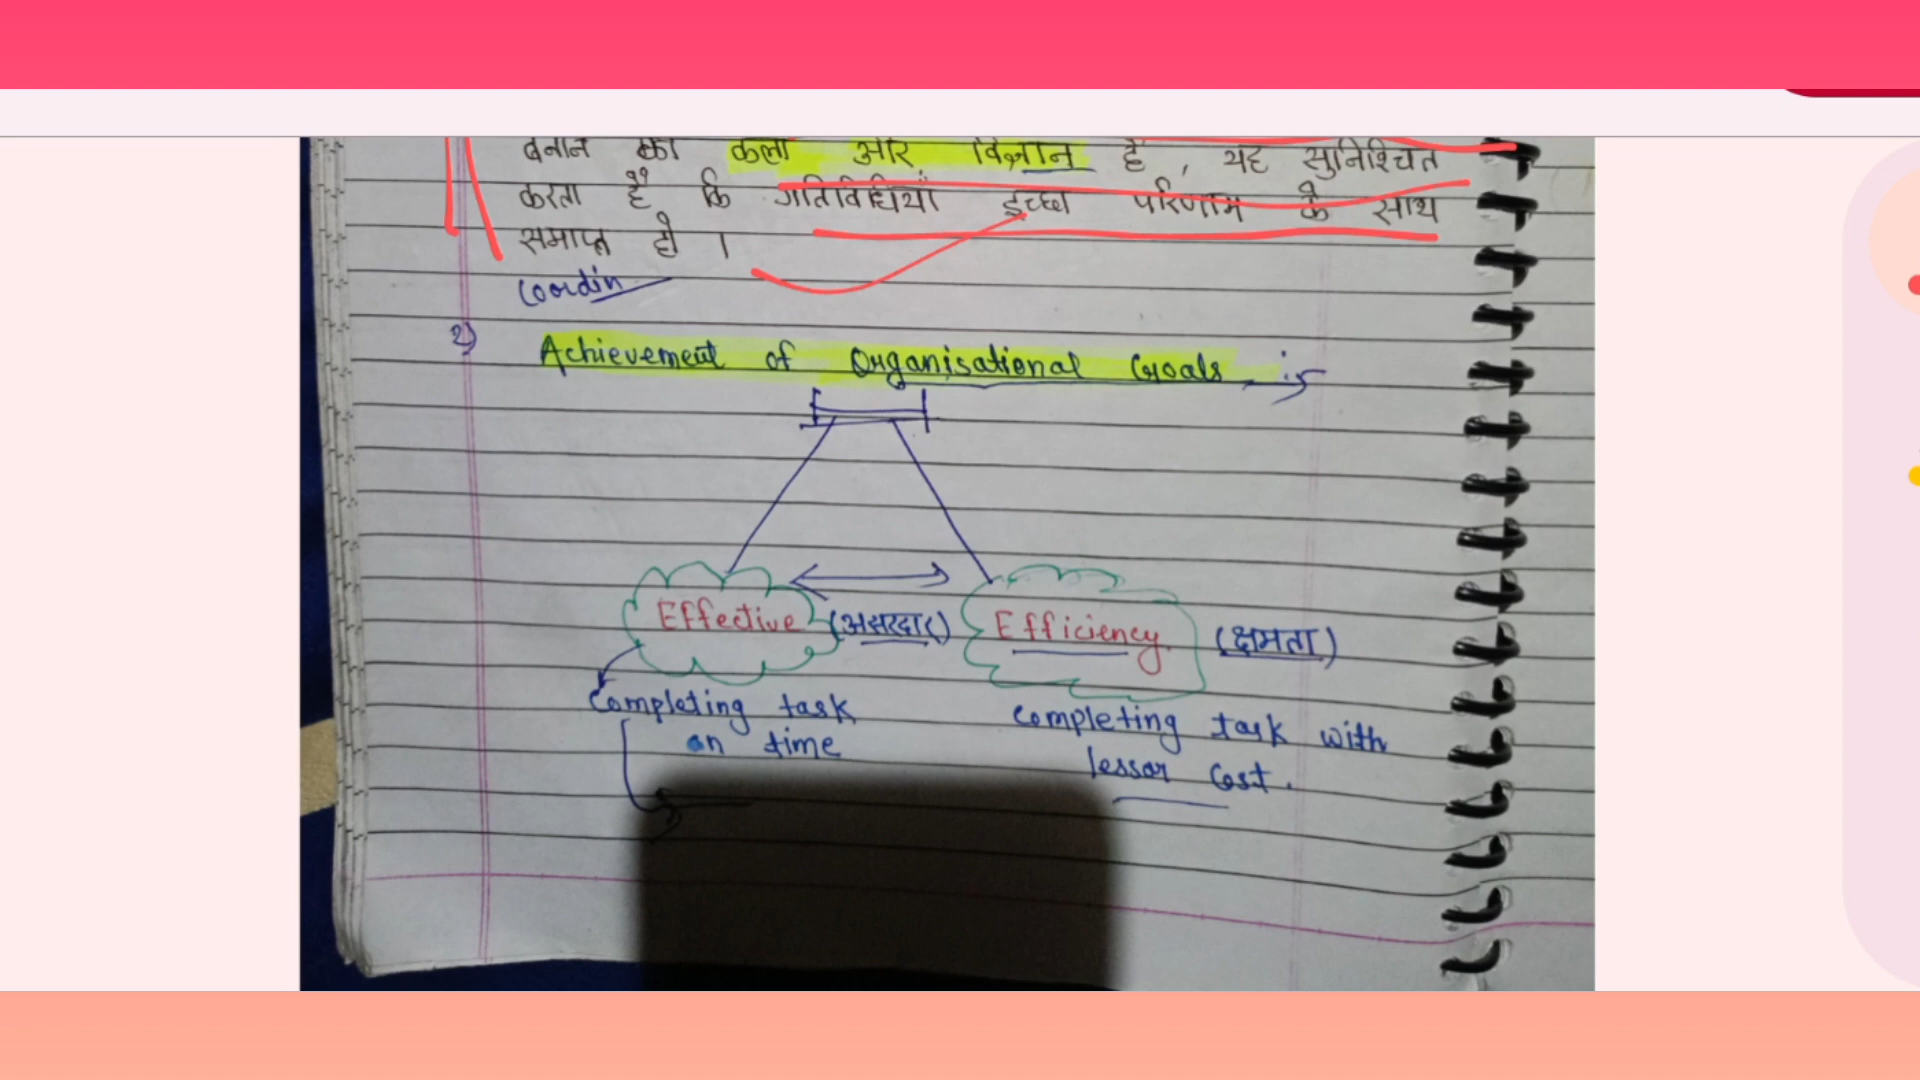 बनाने की कला और विज्ञान है , यह सुनिश्चित
करता है कि गतिविधियाँ इच्छा परिणाम के साथ
समाप्त हो ।
Coordin
2) Achievement of Organisational Goals :-
Effective (असरदार) Efficiency (क्षमता)
Completing task completing task with
on time lessar cost.